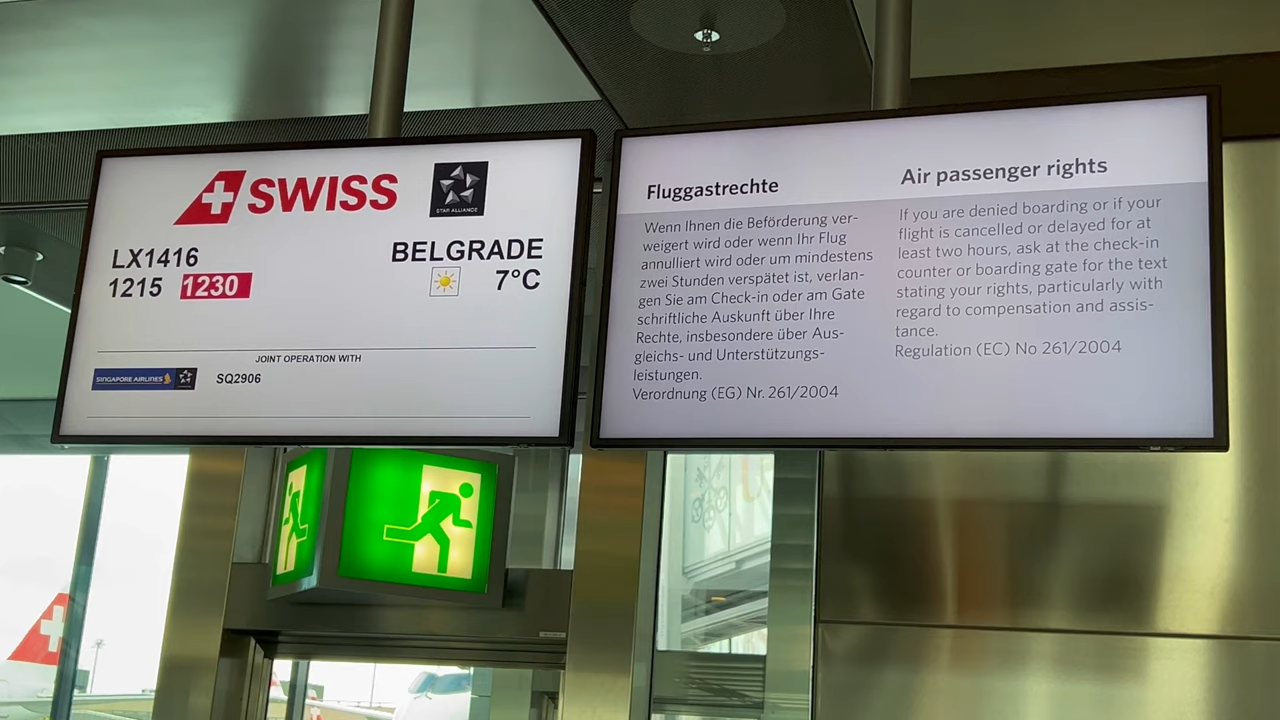 SWISS
STAR ALLIANCE
LX1416
BELGRADE
1215 1230
7°C
JOINT OPERATION WITH
SINGAPORE AIRLINES
SQ2906
Fluggastrechte
Wenn Ihnen die Beförderung ver-
weigert wird oder wenn Ihr Flug
annulliert wird oder um mindestens
zwei Stunden verspätet ist, verlan-
gen Sie am Check-in oder am Gate
schriftliche Auskunft über Ihre
Rechte, insbesondere über Aus-
gleichs- und Unterstützungs-
leistungen.
Verordnung (EG) Nr. 261/2004
Air passenger rights
If you are denied boarding or if your
flight is cancelled or delayed for at
least two hours, ask at the check-in
counter or boarding gate for the text
stating your rights, particularly with
regard to compensation and assis-
tance.
Regulation (EC) No 261/2004